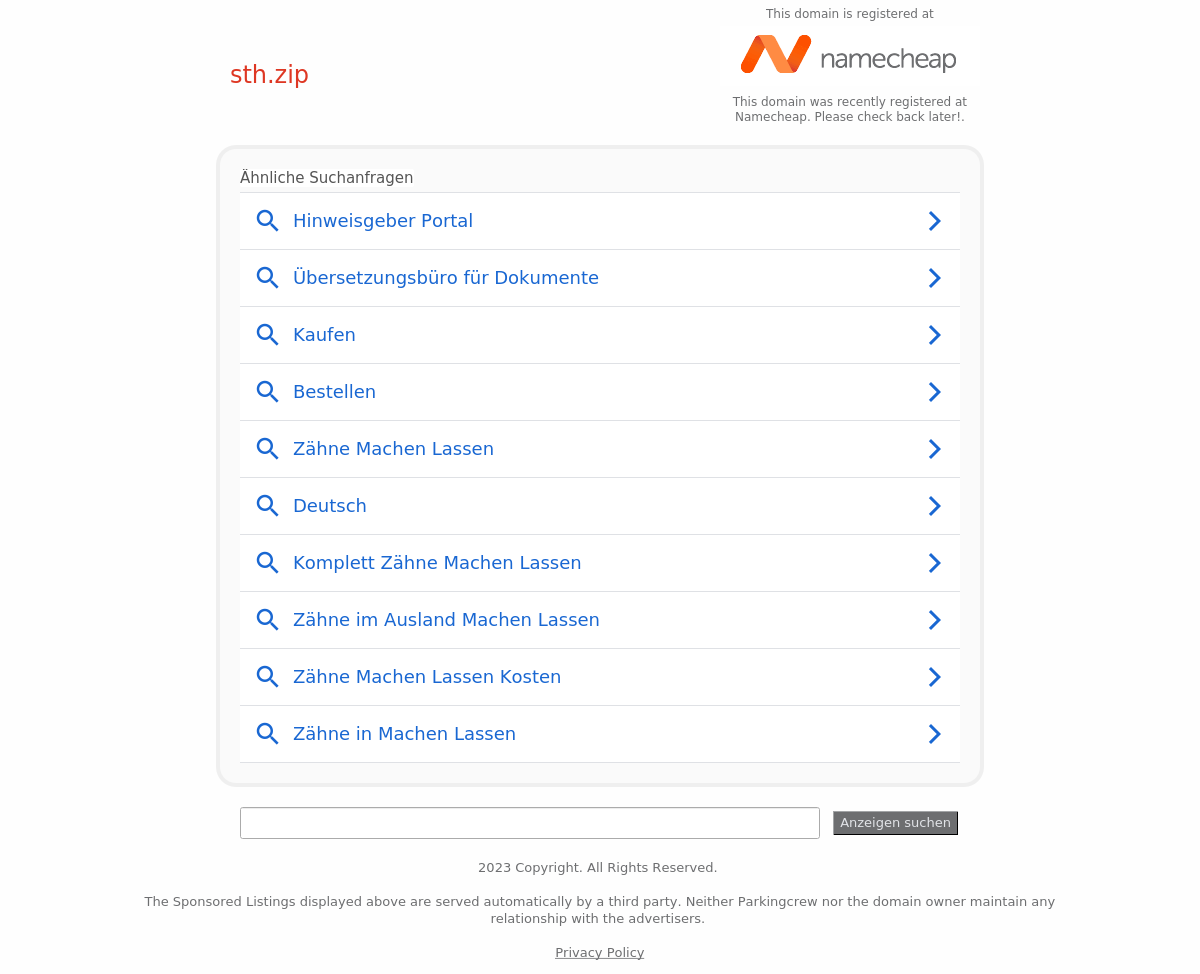 This domain is registered at
namecheap
sth.zip
This domain was recently registered at
Namecheap. Please check back later!.
Ähnliche Suchanfragen
Hinweisgeber Portal
Übersetzungsbüro für Dokumente
Kaufen
Bestellen
Zähne Machen Lassen
Deutsch
Komplett Zähne Machen Lassen
Zähne im Ausland Machen Lassen
Zähne Machen Lassen Kosten
Zähne in Machen Lassen
Anzeigen suchen
2023 Copyright. All Rights Reserved.
The Sponsored Listings displayed above are served automatically by a third party. Neither Parkingcrew nor the domain owner maintain any
relationship with the advertisers.
Privacy Policy